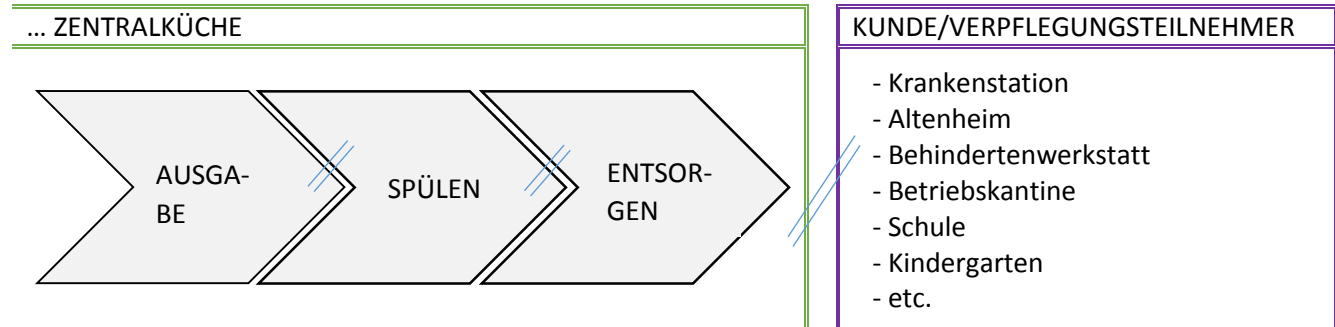 … ZENTRALKÜCHE
AUSGA-
BE
SPÜLEN
ENTSOR-
GEN
KUNDE/VERPFLEGUNGSTEILNEHMER
- Krankenstation
- Altenheim
- Behindertenwerkstatt
- Betriebskantine
- Schule
- Kindergarten
- etc.